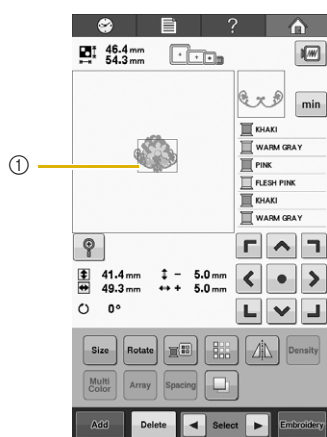 ?
46.4 mm
54.3 mm
min
KHAKI
WARM GRAY
PINK
FLESH PINK
KHAKI
WARM GRAY
①
41.4 mm - 5.0 mm
49.3 mm + 5.0 mm
0°
Size Rotate Density
Multi Color Array Spacing
Add Delete Select Embroidery